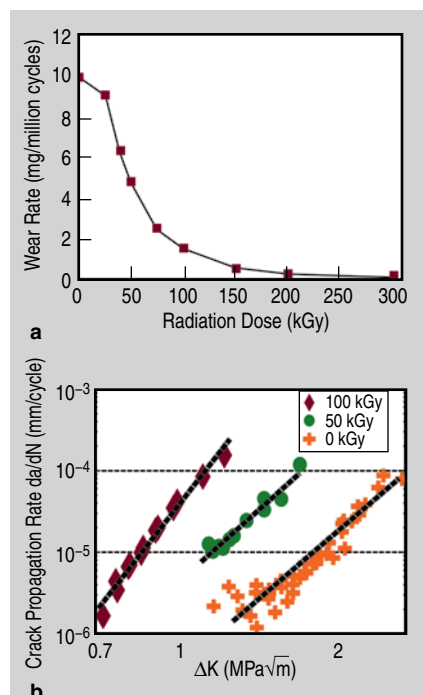 Wear Rate (mg/million cycles)
12
10
8
6
4
2
0
0 50 100 150 200 250 300
Radiation Dose (kGy)
a
Crack Propagation Rate da/dN (mm/cycle)
10⁻³
10⁻⁴
10⁻⁵
10⁻⁶
100 kGy
50 kGy
0 kGy
0.7 1 2
ΔK (MPa√m)
b